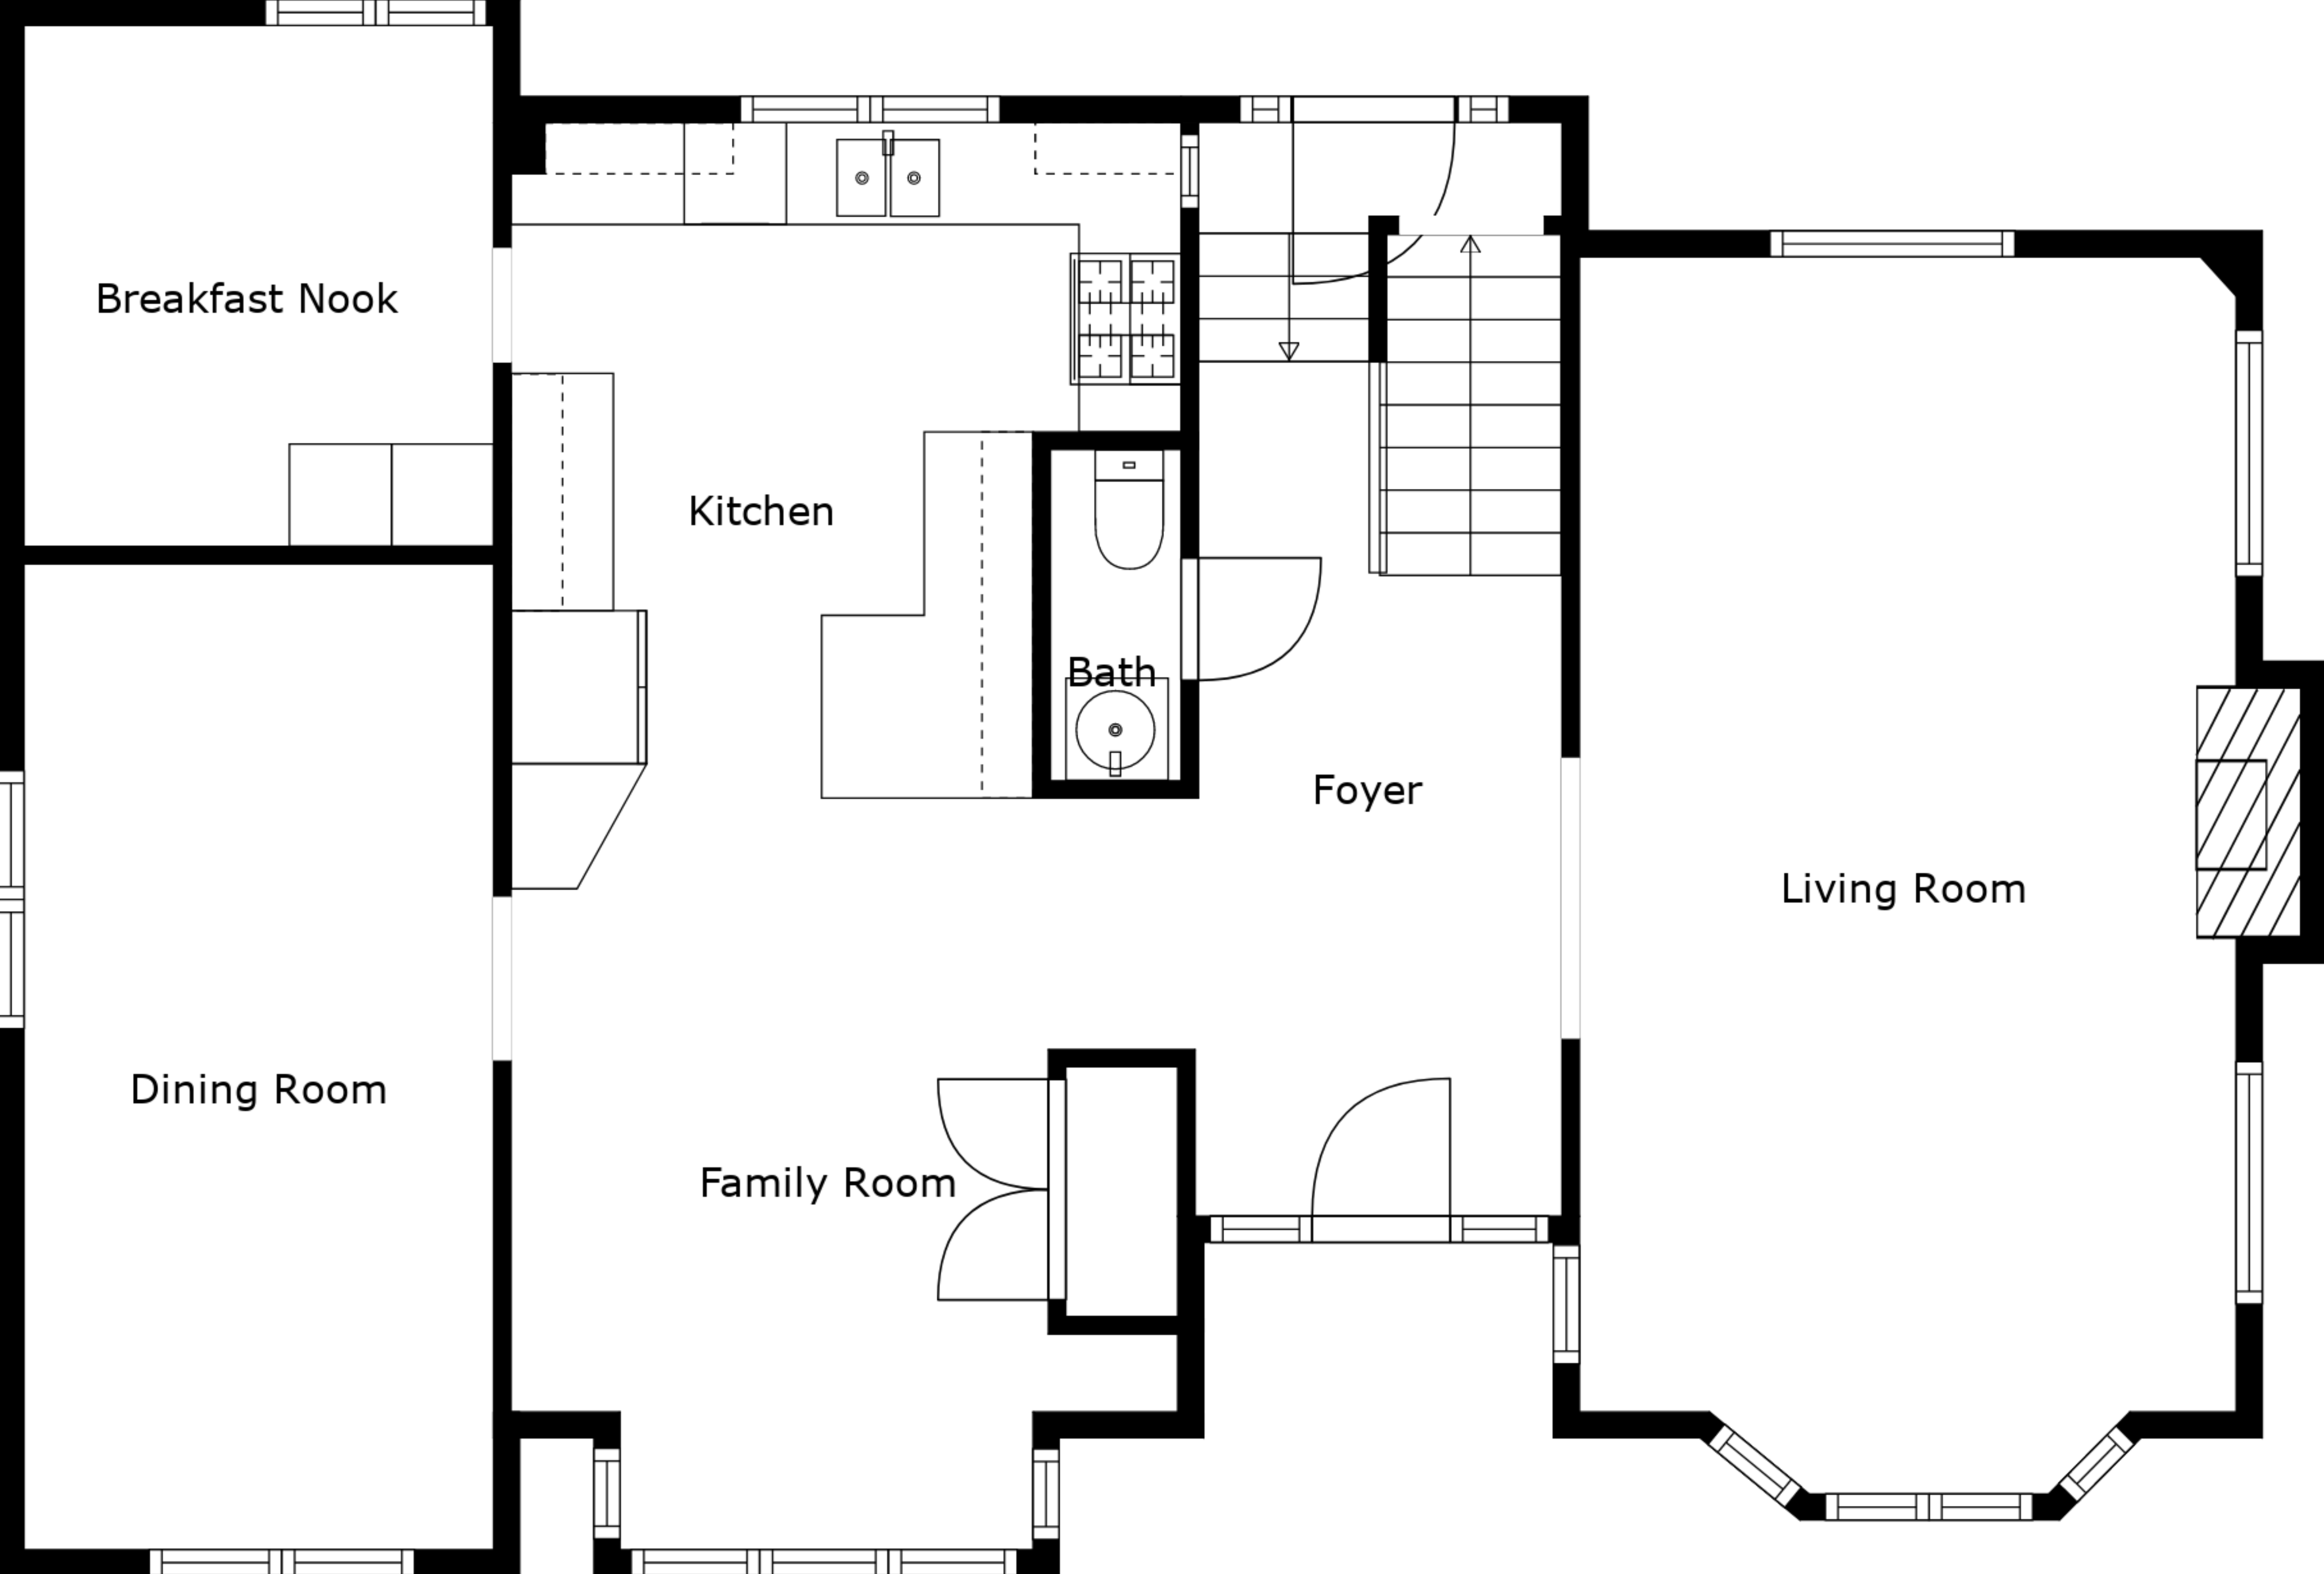 Breakfast Nook
Kitchen
Bath
Foyer
Living Room
Dining Room
Family Room